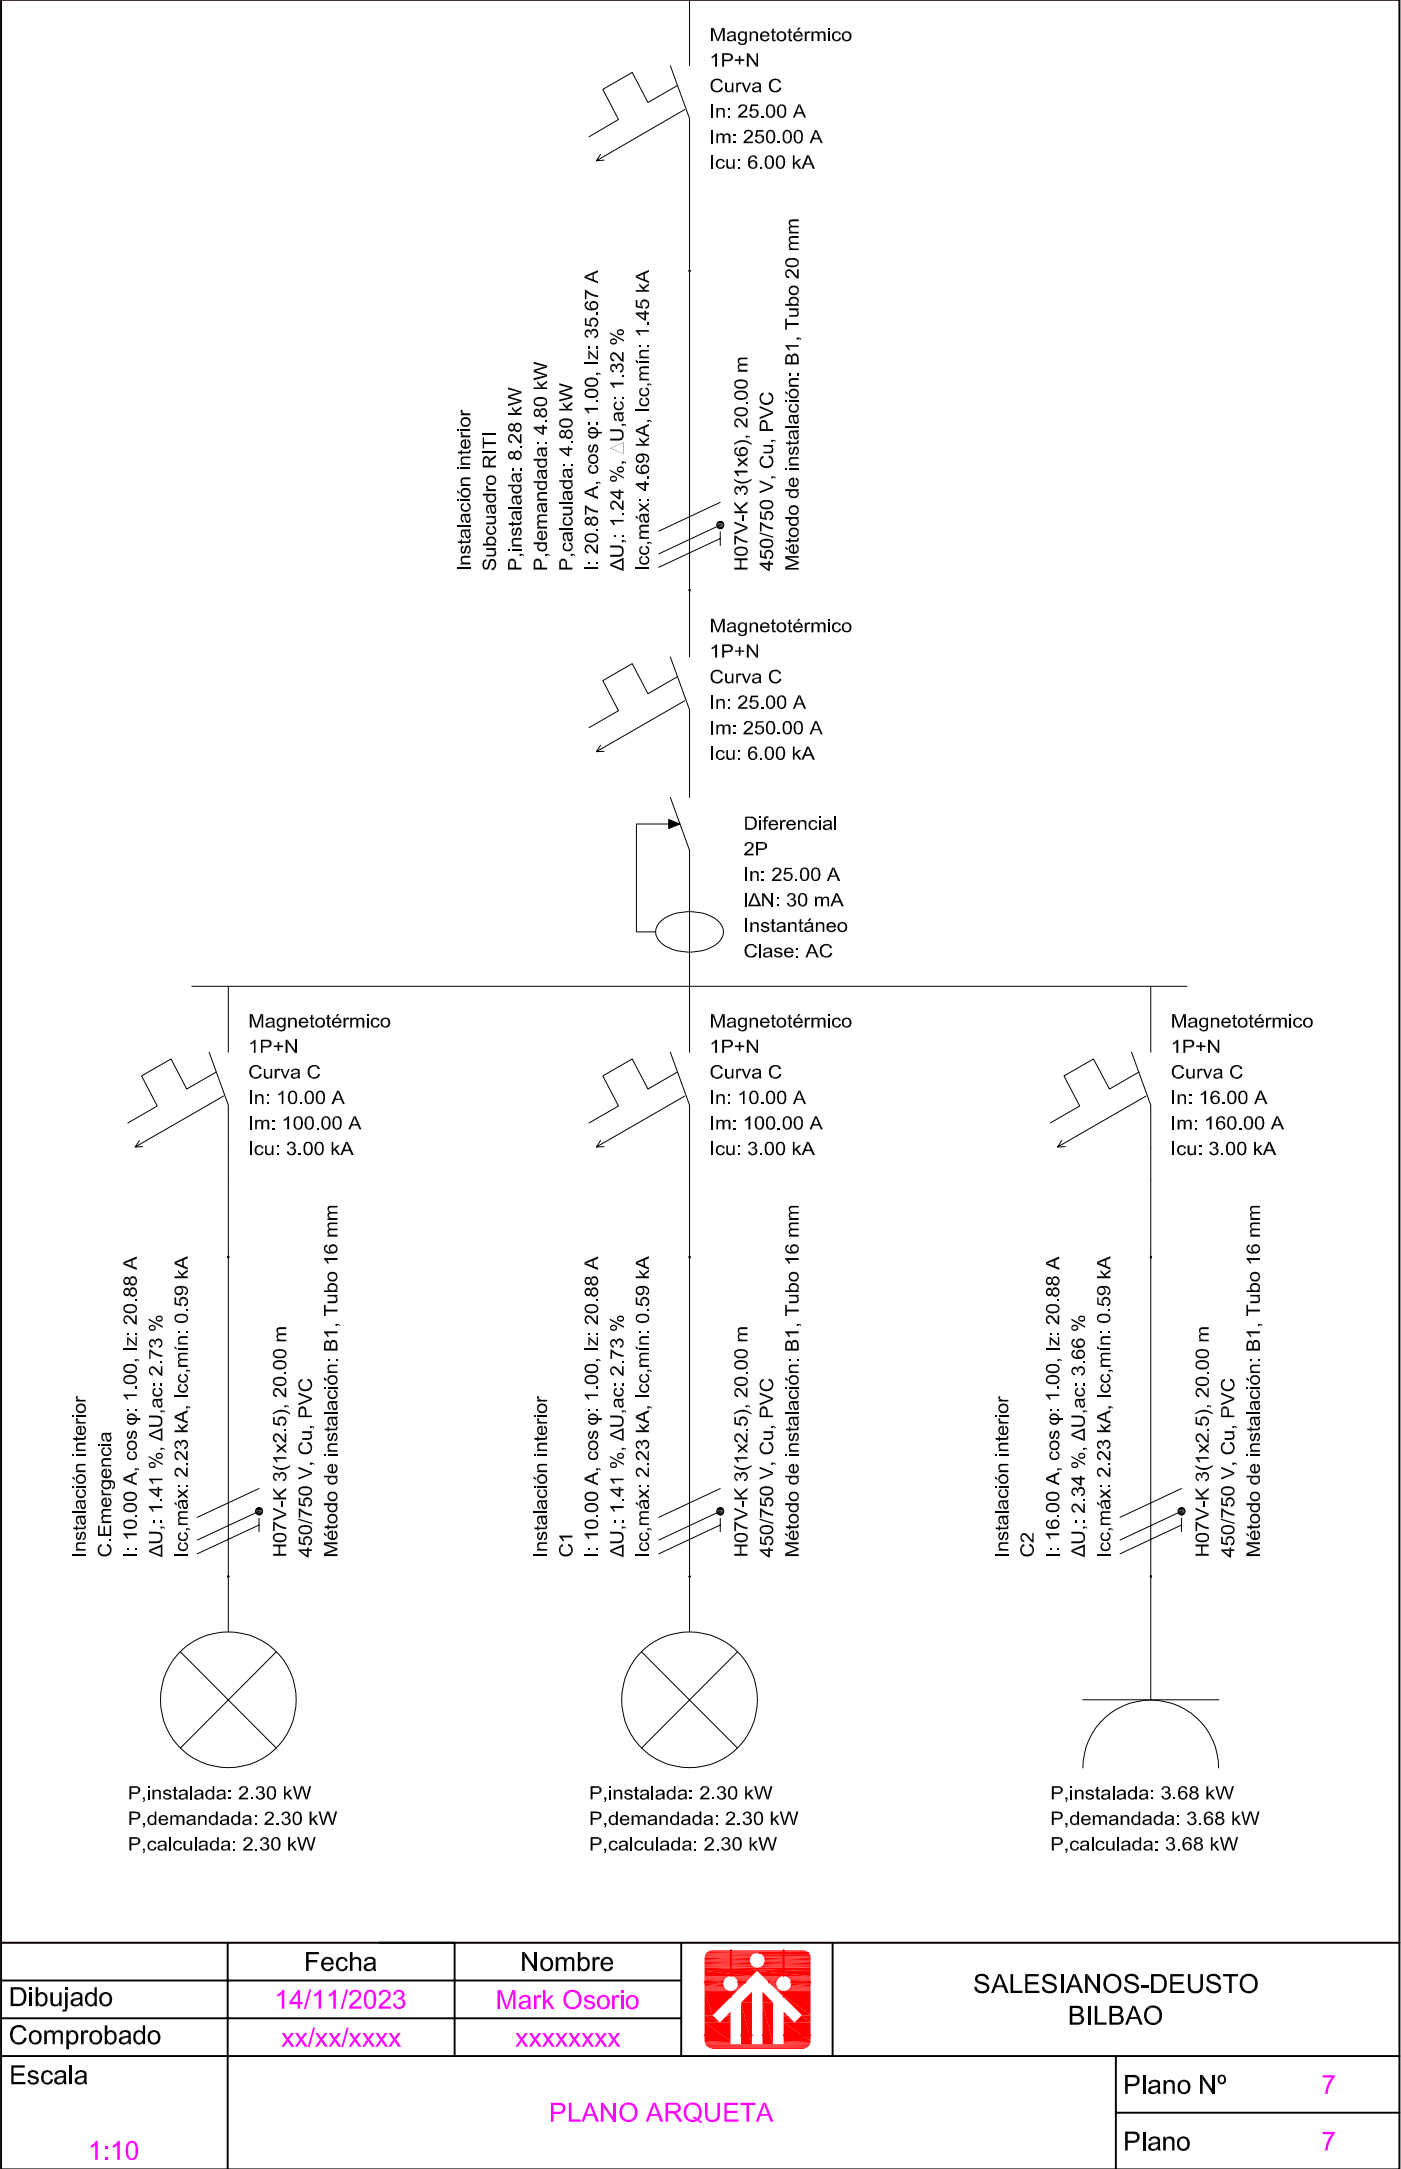 Magnetotérmico
1P+N
Curva C
In: 25.00 A
Im: 250.00 A
Icu: 6.00 kA
Instalación interior
Subcuadro RITI
P,instalada: 8.28 kW
P,demandada: 4.80 kW
P,calculada: 4.80 kW
I: 20.87 A, cos φ: 1.00, Iz: 35.67 A
ΔU,: 1.24 %, △U,ac: 1.32 %
Icc,máx: 4.69 kA, Icc,mín: 1.45 kA
H07V-K 3(1x6), 20.00 m
450/750 V, Cu, PVC
Método de instalación: B1, Tubo 20 mm
Magnetotérmico
1P+N
Curva C
In: 25.00 A
Im: 250.00 A
Icu: 6.00 kA
Diferencial
2P
In: 25.00 A
IΔN: 30 mA
Instantáneo
Clase: AC
Magnetotérmico
1P+N
Curva C
In: 10.00 A
Im: 100.00 A
Icu: 3.00 kA
Instalación interior
C.Emergencia
I: 10.00 A, cos φ: 1.00, Iz: 20.88 A
ΔU,: 1.41 %, ΔU,ac: 2.73 %
Icc,máx: 2.23 kA, Icc,mín: 0.59 kA
H07V-K 3(1x2.5), 20.00 m
450/750 V, Cu, PVC
Método de instalación: B1, Tubo 16 mm
P,instalada: 2.30 kW
P,demandada: 2.30 kW
P,calculada: 2.30 kW
Magnetotérmico
1P+N
Curva C
In: 10.00 A
Im: 100.00 A
Icu: 3.00 kA
Instalación interior
C1
I: 10.00 A, cos φ: 1.00, Iz: 20.88 A
ΔU,: 1.41 %, ΔU,ac: 2.73 %
Icc,máx: 2.23 kA, Icc,mín: 0.59 kA
H07V-K 3(1x2.5), 20.00 m
450/750 V, Cu, PVC
Método de instalación: B1, Tubo 16 mm
P,instalada: 2.30 kW
P,demandada: 2.30 kW
P,calculada: 2.30 kW
Magnetotérmico
1P+N
Curva C
In: 16.00 A
Im: 160.00 A
Icu: 3.00 kA
Instalación interior
C2
I: 16.00 A, cos φ: 1.00, Iz: 20.88 A
ΔU,: 2.34 %, ΔU,ac: 3.66 %
Icc,máx: 2.23 kA, Icc,mín: 0.59 kA
H07V-K 3(1x2.5), 20.00 m
450/750 V, Cu, PVC
Método de instalación: B1, Tubo 16 mm
P,instalada: 3.68 kW
P,demandada: 3.68 kW
P,calculada: 3.68 kW
Fecha Nombre
Dibujado 14/11/2023 Mark Osorio
Comprobado xx/xx/xxxx xxxxxxxx
SALESIANOS-DEUSTO
BILBAO
Escala
1:10
PLANO ARQUETA
Plano Nº 7
Plano 7